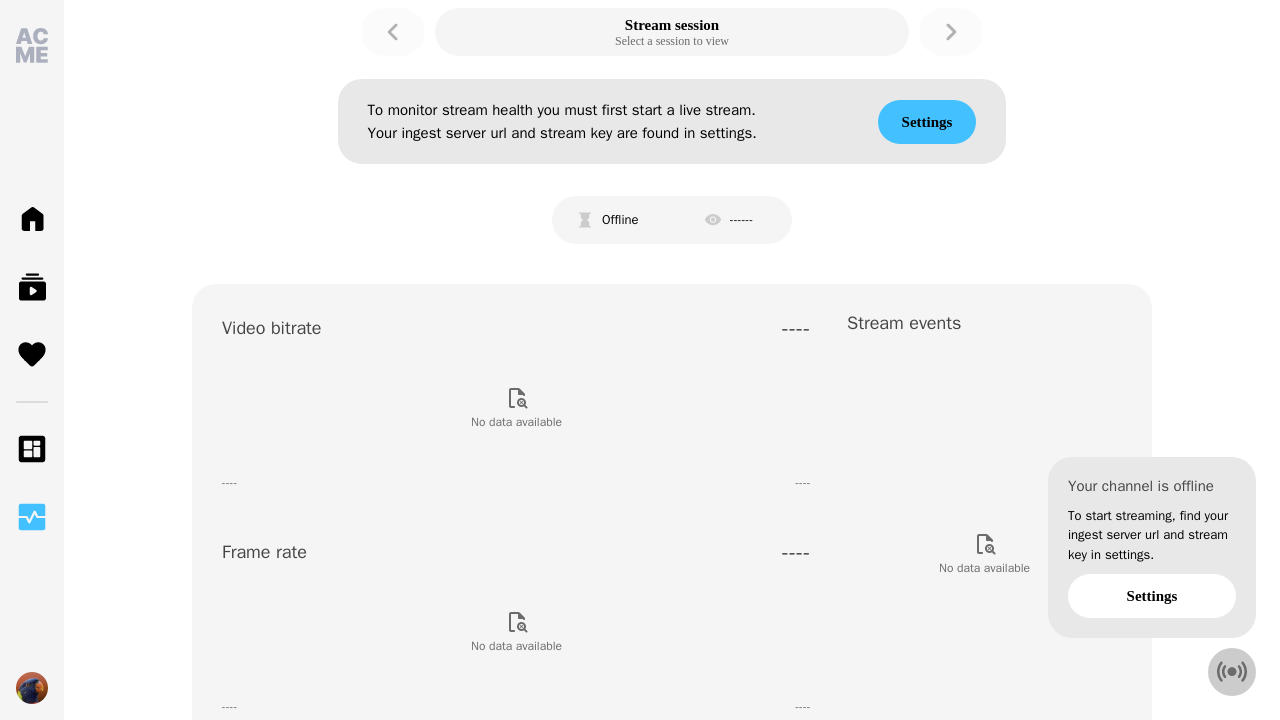 AC
ME
Stream session
Select a session to view
To monitor stream health you must first start a live stream.
Your ingest server url and stream key are found in settings.
Settings
Offline
------
Video bitrate
----
No data available
----
----
Frame rate
----
No data available
----
----
Stream events
No data available
Your channel is offline
To start streaming, find your
ingest server url and stream
key in settings.
Settings